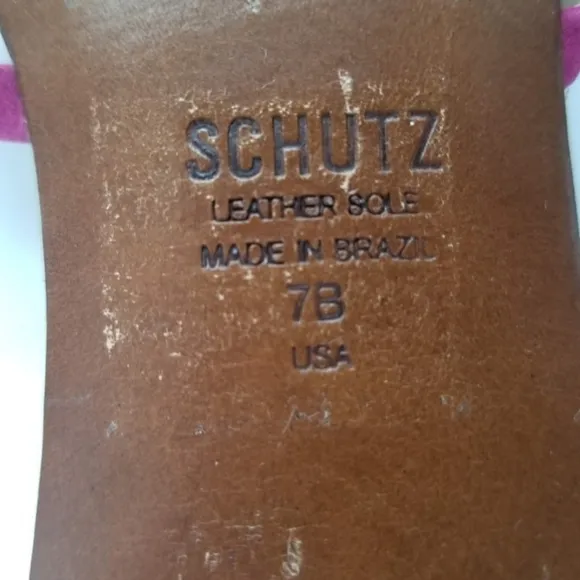 SCHUTZ
LEATHER SOLE
MADE IN BRAZIL
7B
USA